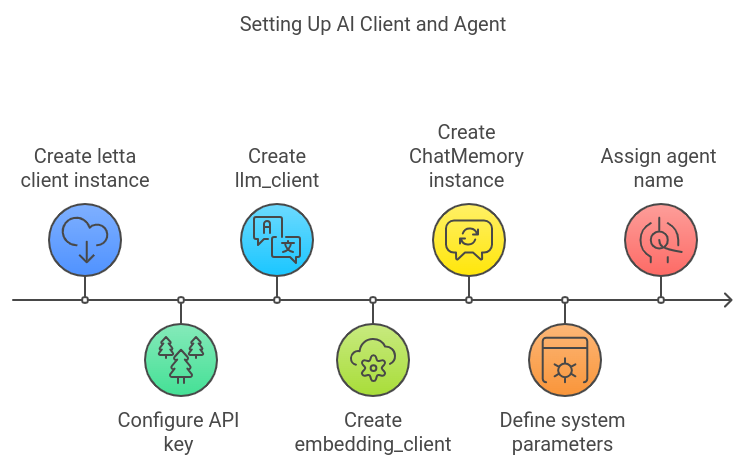 Setting Up AI Client and Agent
Create letta
client instance
Configure API
key
Create
llm_client
Create
embedding_client
Create
ChatMemory
instance
Define system
parameters
Assign agent
name
A
文